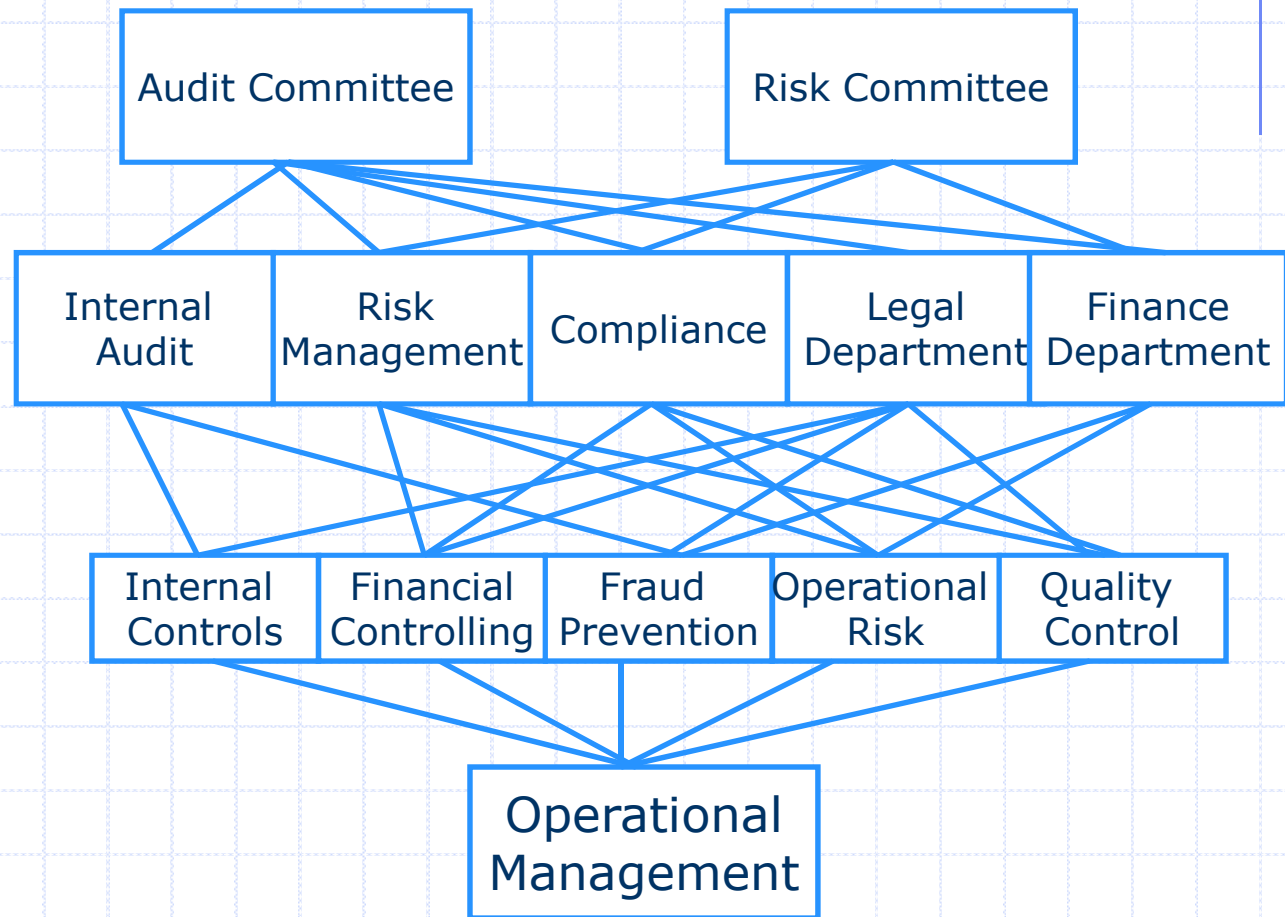 Audit Committee
Risk Committee
Internal
Audit
Risk
Management
Compliance
Legal
Department
Finance
Department
Internal
Controls
Financial
Controlling
Fraud
Prevention
Operational
Risk
Quality
Control
Operational
Management